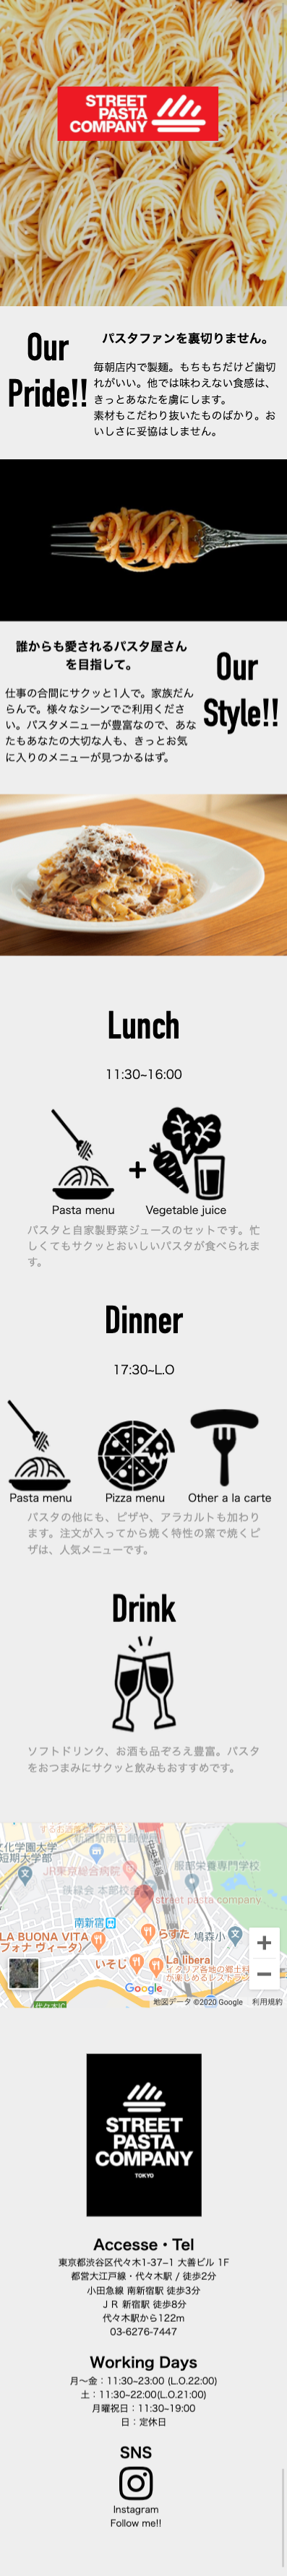 STREET
PASTA
COMPANY
Our
Pride!!
パスタファンを裏切りません。
毎朝店内で製麺。もちもちだけど歯切
れがいい。他では味わえない食感は、
きっとあなたを虜にします。
素材もこだわり抜いたものばかり。お
いしさに妥協はしません。
誰からも愛されるパスタ屋さん
を目指して。
仕事の合間にサクッと1人で。家族だん
らんで。様々なシーンでご利用くださ
い。パスタメニューが豊富なので、あな
たもあなたの大切な人も、きっとお気
に入りのメニューが見つかるはず。
Our
Style!!
Lunch
11:30~16:00
Pasta menu
+
Vegetable juice
パスタと自家製野菜ジュースのセットです。忙
しくてもサクッとおいしいパスタが食べられま
す。
Dinner
17:30~L.O
Pasta menu
Pizza menu
Other a la carte
パスタの他にも、ピザや、アラカルトも加わり
ます。注文が入ってから焼く特性の窯で焼くピ
ザは、人気メニューです。
Drink
ソフトドリンク、お酒も品ぞろえ豊富。パスタ
をおつまみにサクッと飲みもおすすめです。
文化学園大学
短期大学部
新宿駅南口
JR東京総合病院
服部栄養専門学校
street pasta company
南新宿
LA BUONA VITA
ブォナ ヴィータ)
らすた
鳩森小
いそじ
La libera
イタリア各地の郷土料
が楽しめるレストラン
代々木IC
Google
地図データ ©2020 Google
利用規約
STREET
PASTA
COMPANY
TOKYO
Accesse・Tel
東京都渋谷区代々木1-37−1 大善ビル 1F
都営大江戸線・代々木駅 / 徒歩2分
小田急線 南新宿駅 徒歩3分
ＪＲ 新宿駅 徒歩8分
代々木駅から122m
03-6276-7447
Working Days
月〜金：11:30~23:00 (L.O.22:00)
土：11:30~22:00(L.O.21:00)
月曜祝日：11:30~19:00
日：定休日
SNS
Instagram
Follow me!!